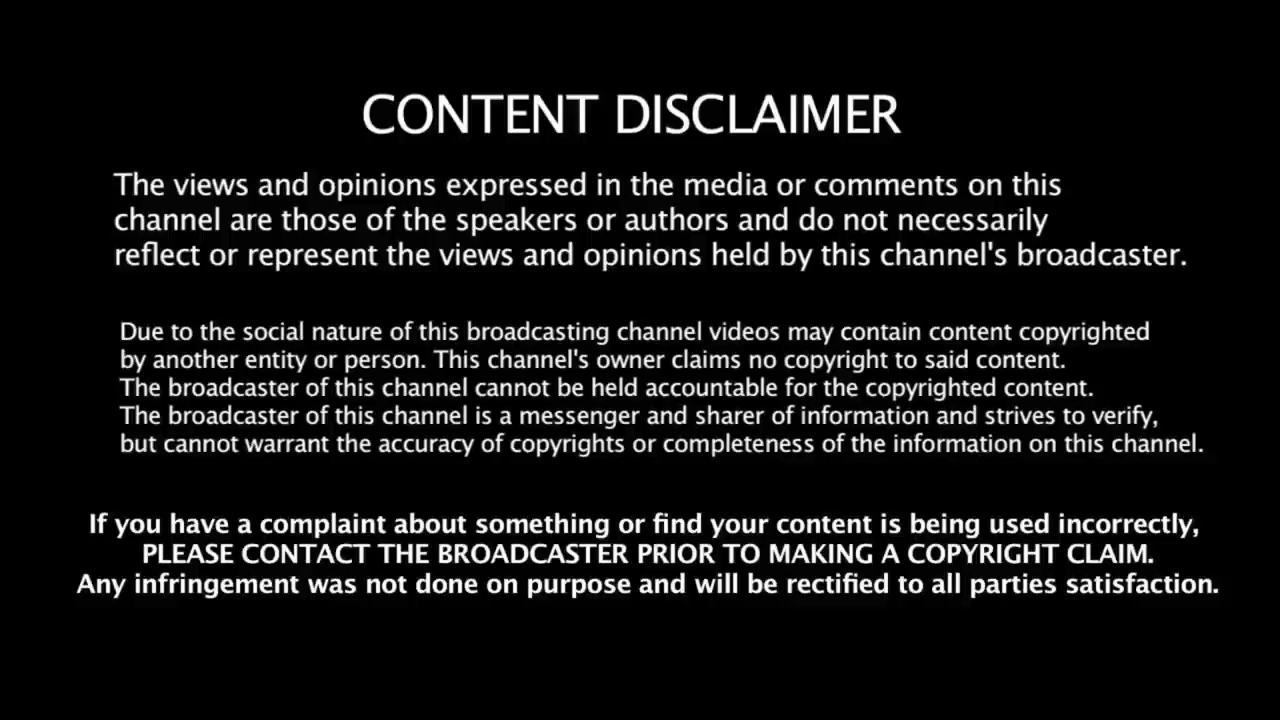 CONTENT DISCLAIMER
The views and opinions expressed in the media or comments on this
channel are those of the speakers or authors and do not necessarily
reflect or represent the views and opinions held by this channel's broadcaster.
Due to the social nature of this broadcasting channel videos may contain content copyrighted
by another entity or person. This channel's owner claims no copyright to said content.
The broadcaster of this channel cannot be held accountable for the copyrighted content.
The broadcaster of this channel is a messenger and sharer of information and strives to verify,
but cannot warrant the accuracy of copyrights or completeness of the information on this channel.
If you have a complaint about something or find your content is being used incorrectly,
PLEASE CONTACT THE BROADCASTER PRIOR TO MAKING A COPYRIGHT CLAIM.
Any infringement was not done on purpose and will be rectified to all parties satisfaction.